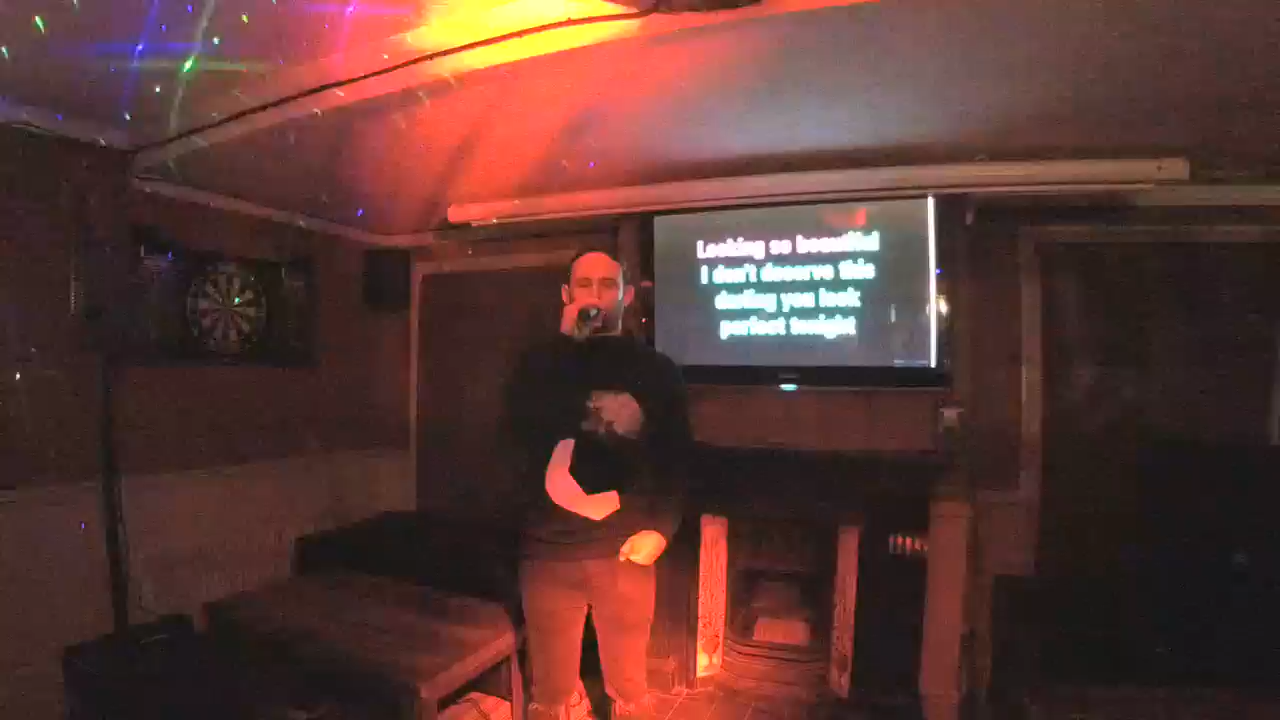 Looking so beautiful
I don't deserve this
darling you look
perfect tonight